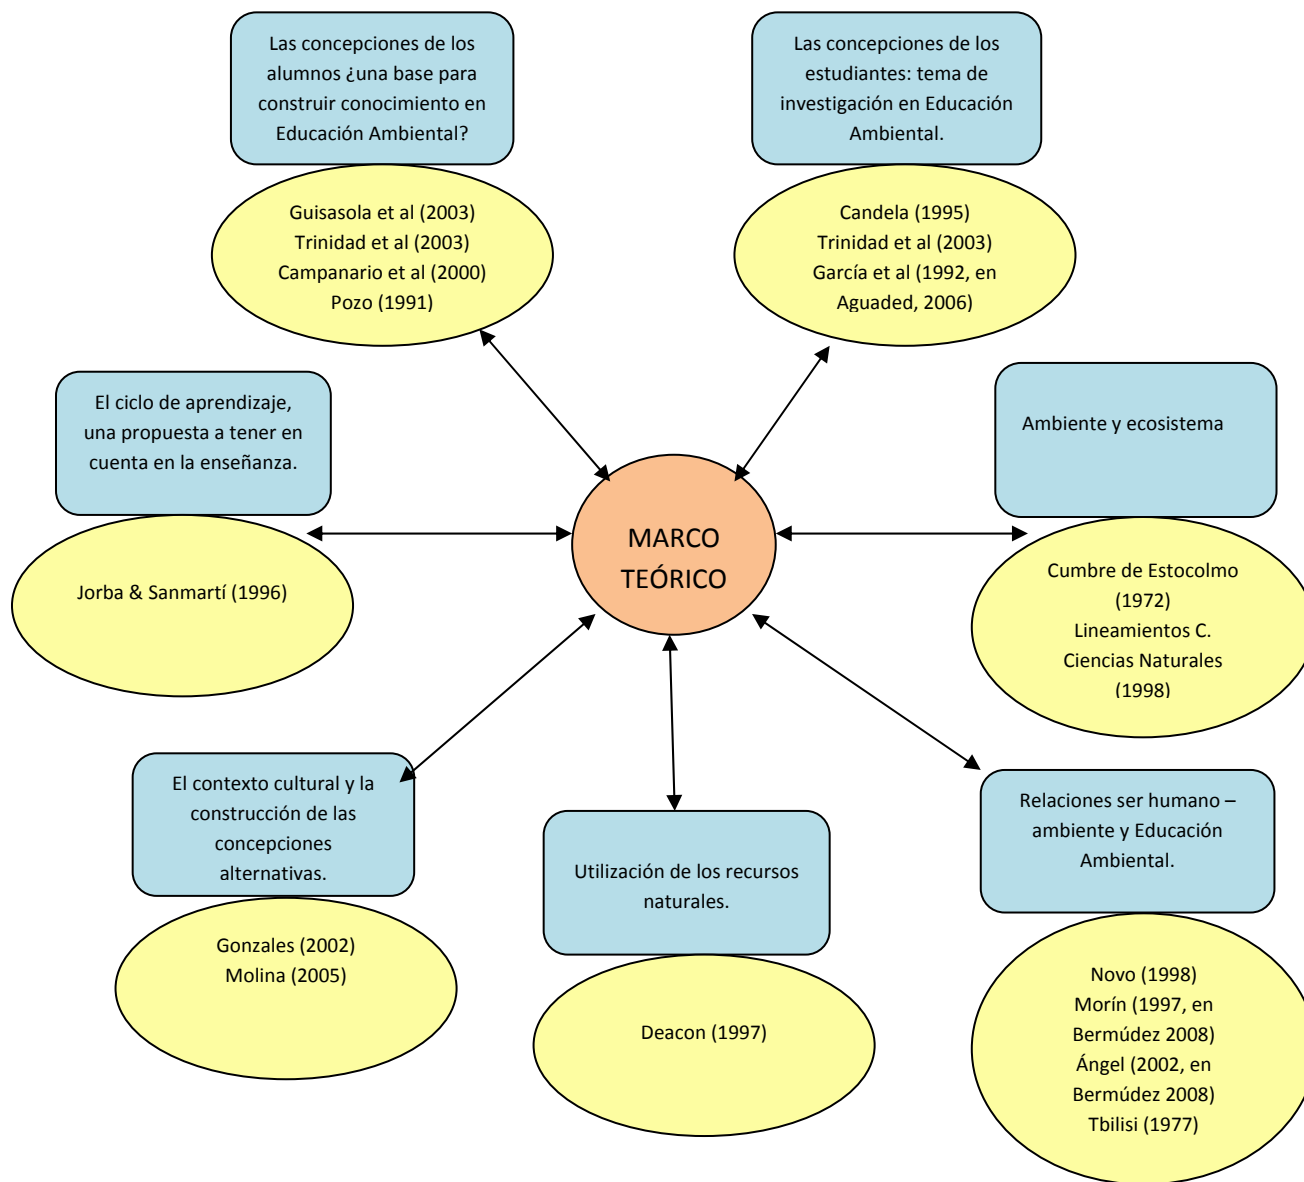 Las concepciones de los
alumnos ¿una base para
construir conocimiento en
Educación Ambiental?
Guisasola et al (2003)
Trinidad et al (2003)
Campanario et al (2000)
Pozo (1991)
Las concepciones de los
estudiantes: tema de
investigación en Educación
Ambiental.
Candela (1995)
Trinidad et al (2003)
García et al (1992, en
Aguaded, 2006)
El ciclo de aprendizaje,
una propuesta a tener en
cuenta en la enseñanza.
Jorba & Sanmartí (1996)
MARCO
TEÓRICO
Ambiente y ecosistema
Cumbre de Estocolmo
(1972)
Lineamientos C.
Ciencias Naturales
(1998)
El contexto cultural y la
construcción de las
concepciones
alternativas.
Gonzales (2002)
Molina (2005)
Utilización de los recursos
naturales.
Deacon (1997)
Relaciones ser humano –
ambiente y Educación
Ambiental.
Novo (1998)
Morín (1997, en
Bermúdez 2008)
Ángel (2002, en
Bermúdez 2008)
Tbilisi (1977)